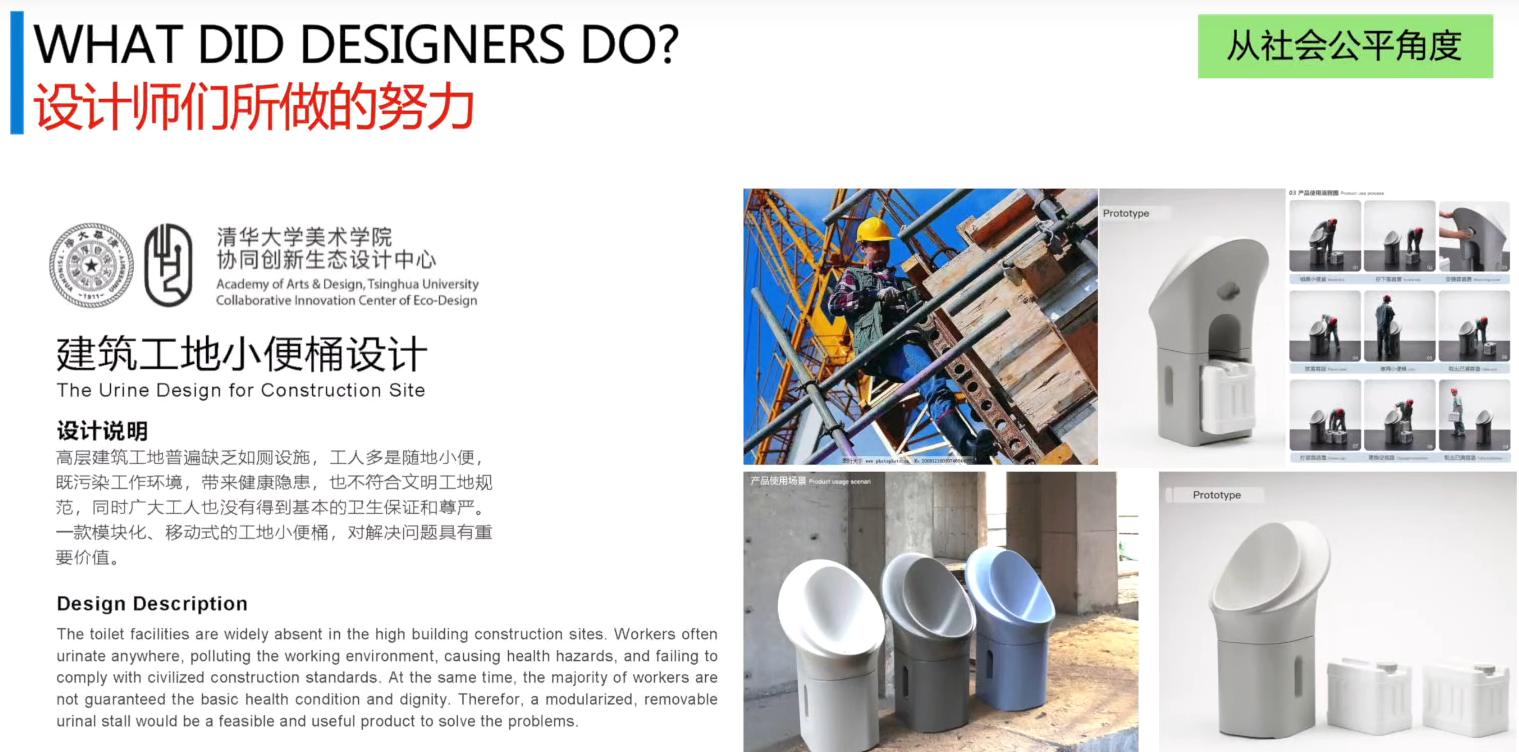 WHAT DID DESIGNERS DO?
设计师们所做的努力
从社会公平角度
清华大学美术学院
协同创新生态设计中心
Academy of Arts & Design, Tsinghua University
Collaborative Innovation Center of Eco-Design
建筑工地小便桶设计
The Urine Design for Construction Site
设计说明
高层建筑工地普遍缺乏如厕设施，工人多是随地小便，
既污染工作环境，带来健康隐患，也不符合文明工地规
范，同时广大工人也没有得到基本的卫生保证和尊严。
一款模块化、移动式的工地小便桶，对解决问题具有重
要价值。
Design Description
The toilet facilities are widely absent in the high building construction sites. Workers often
urinate anywhere, polluting the working environment, causing health hazards, and failing to
comply with civilized construction standards. At the same time, the majority of workers are
not guaranteed the basic health condition and dignity. Therefor, a modularized, removable
urinal stall would be a feasible and useful product to solve the problems.
Prototype
03 产品使用流程图 Product use process
产品使用场景 Product usage scenari
Prototype